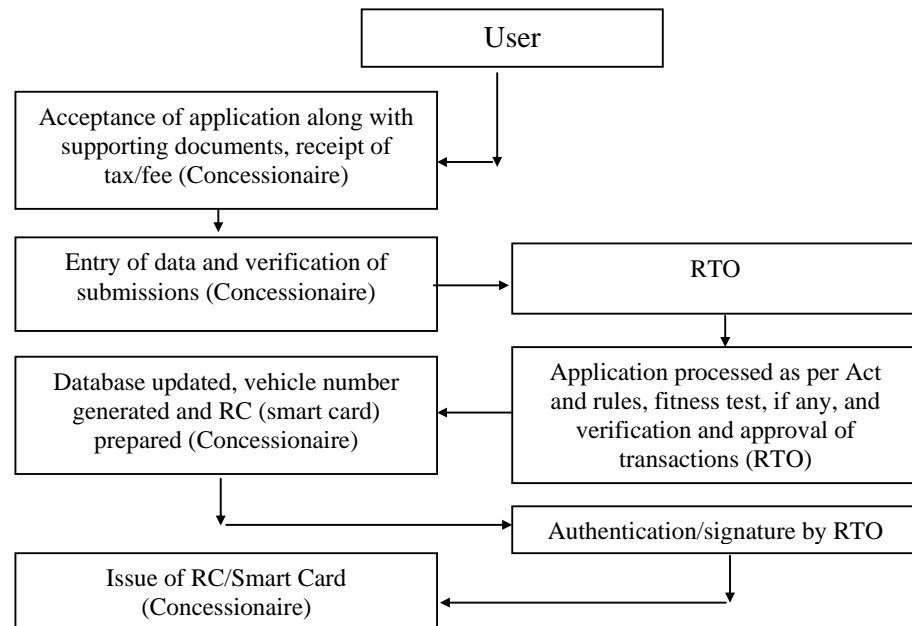 User
Acceptance of application along with
supporting documents, receipt of
tax/fee (Concessionaire)
Entry of data and verification of
submissions (Concessionaire)
RTO
Database updated, vehicle number
generated and RC (smart card)
prepared (Concessionaire)
Application processed as per Act
and rules, fitness test, if any, and
verification and approval of
transactions (RTO)
Authentication/signature by RTO
Issue of RC/Smart Card
(Concessionaire)